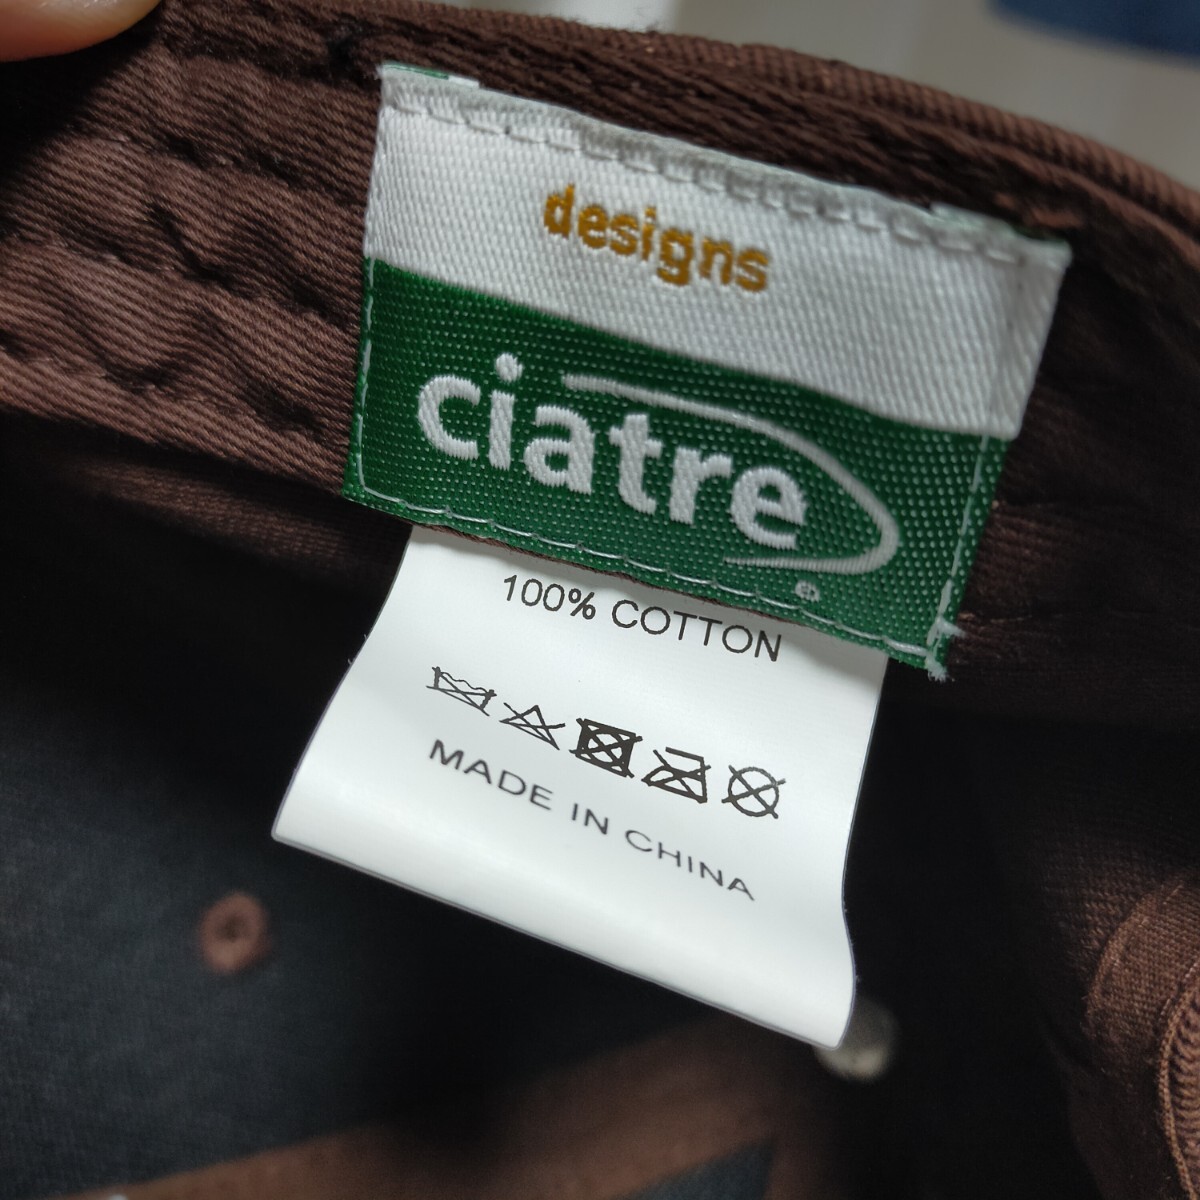 designs
ciatre
®
100% COTTON
MADE IN CHINA